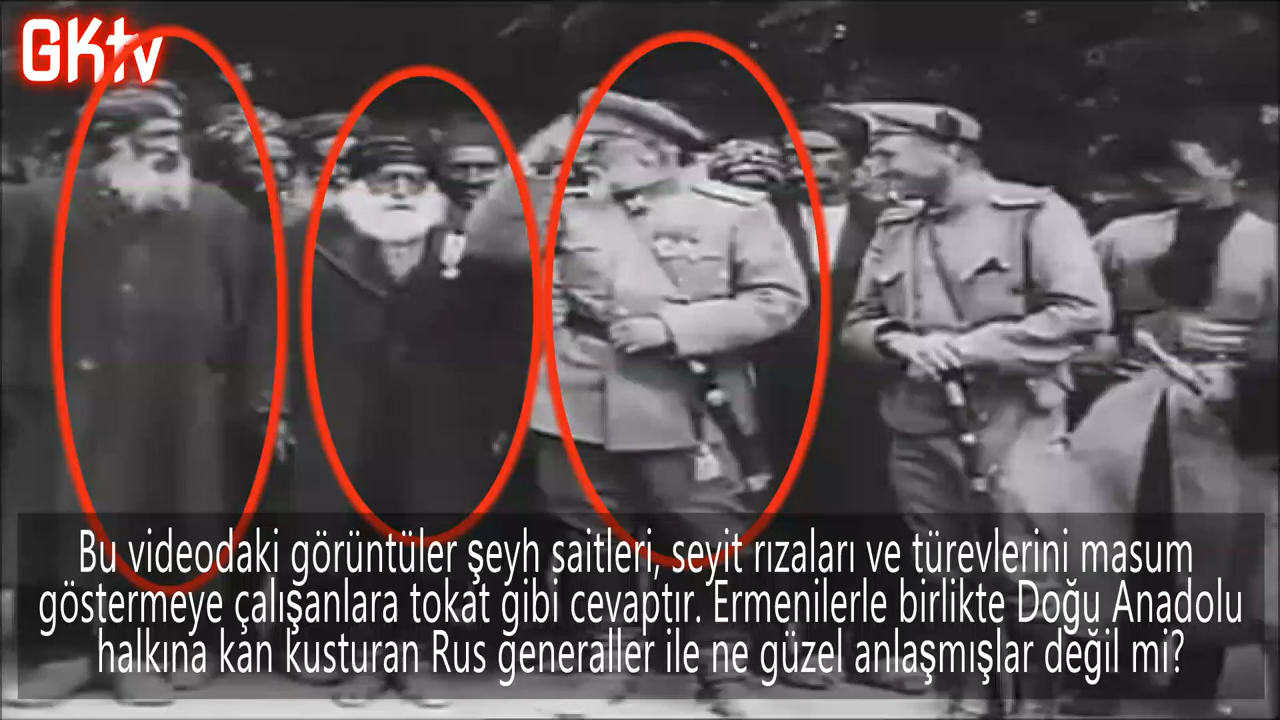 GKtv
Bu videodaki görüntüler şeyh saitleri, seyit rızaları ve türevlerini masum
göstermeye çalışanlara tokat gibi cevaptır. Ermenilerle birlikte Doğu Anadolu
halkına kan kusturan Rus generaller ile ne güzel anlaşmışlar değil mi?